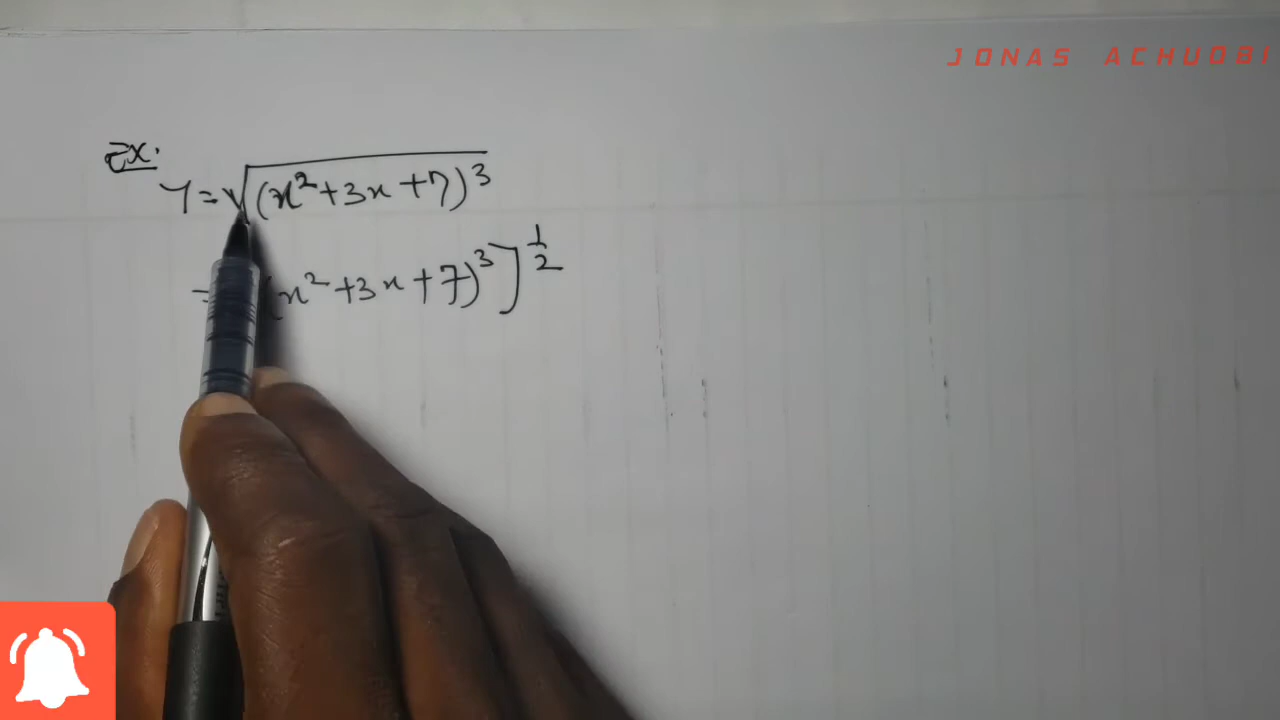 JONAS ACHUOBI
Ex.
y=√(x²+3x+7)³
= (x²+3x+7)³]^½